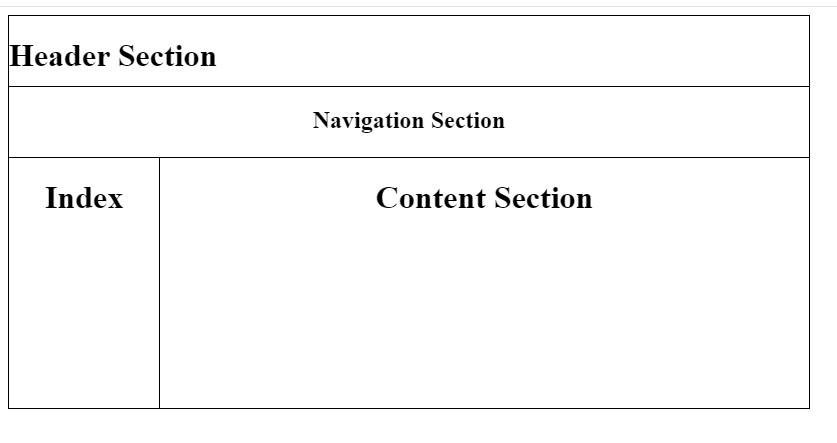 Header Section
Navigation Section
Index
Content Section